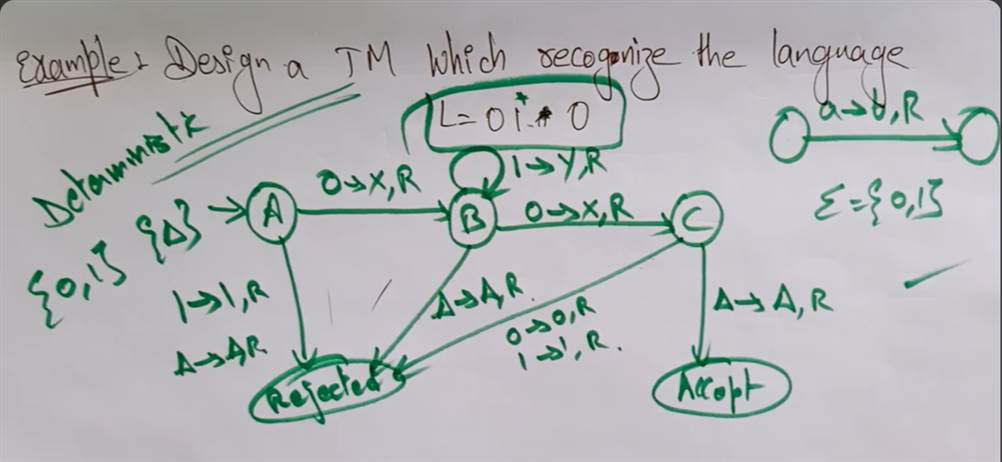 Example: Design a TM which recognize the language
L= 01* 0
a→b, R
Deterministic
1→Y,R
0→X, R
{Δ}
A
B
0→X, R
C
Σ={0,1}
{0,1}
1→1,R
Δ→Δ,R.
Δ→Δ,R
0→0,R
1→1,R.
Δ→Δ,R
Rejected
Accept